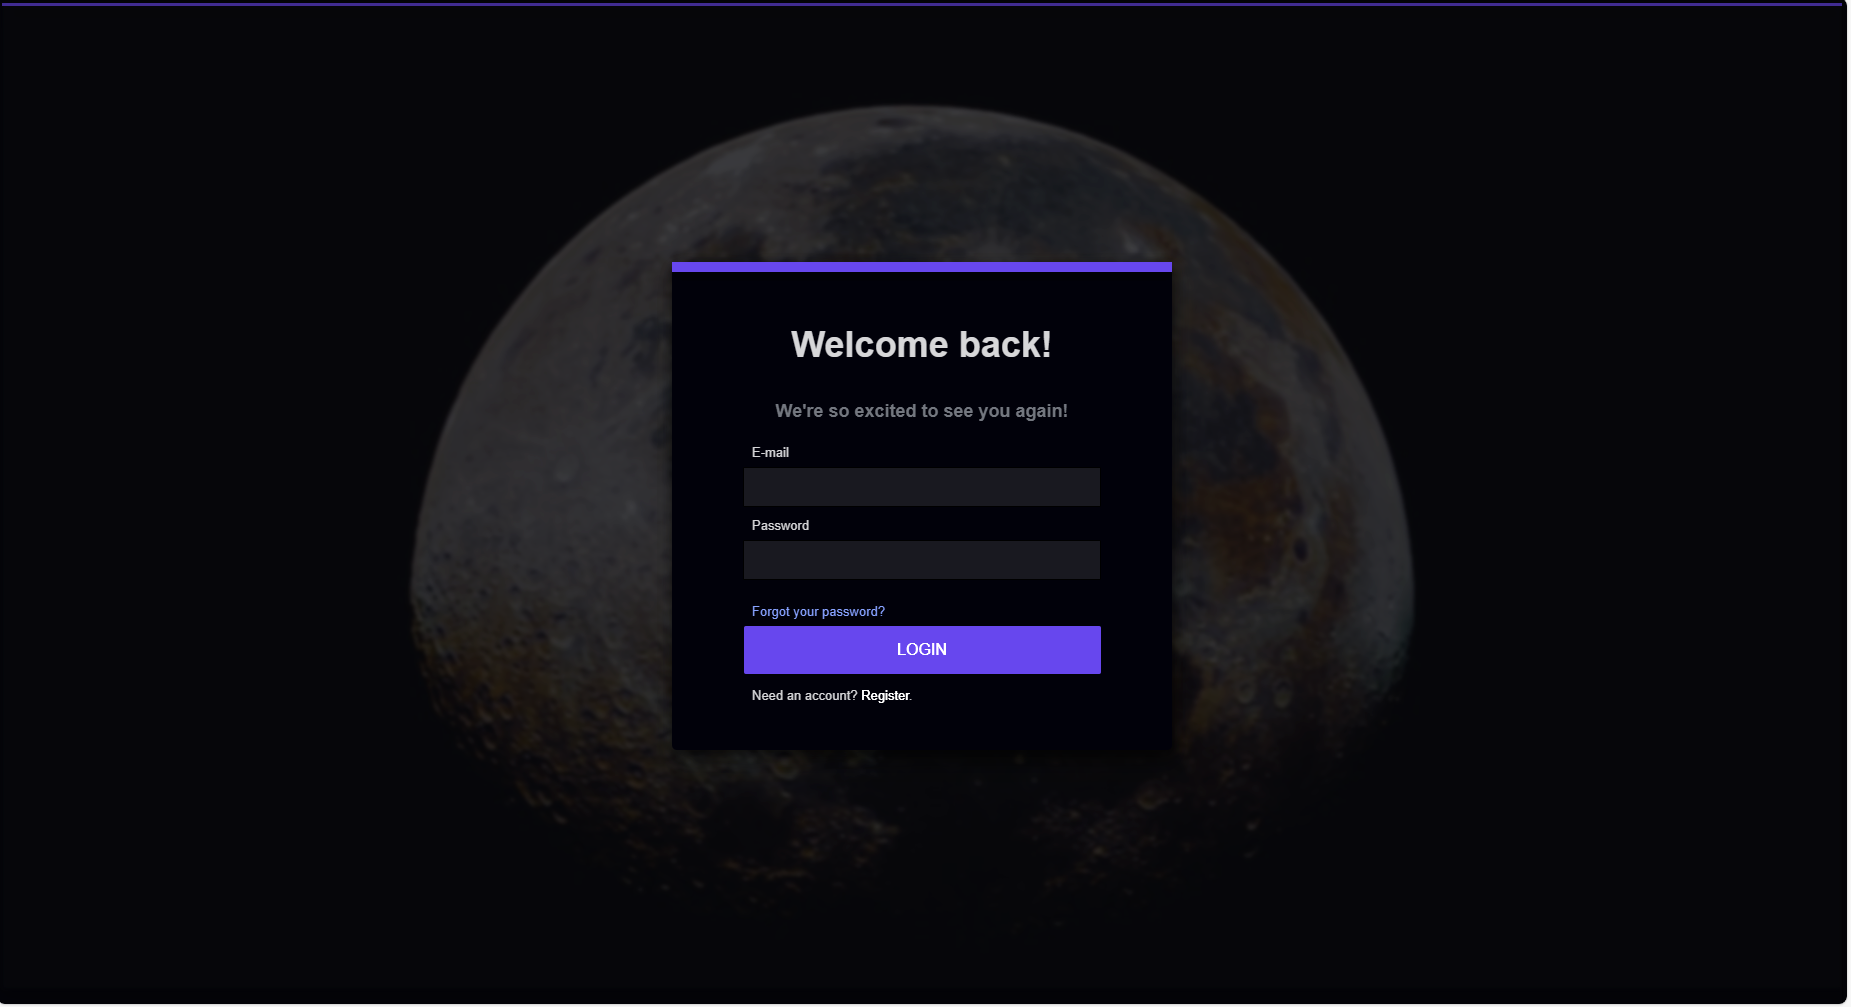 Welcome back!
We're so excited to see you again!
E-mail
Password
Forgot your password?
LOGIN
Need an account? Register.